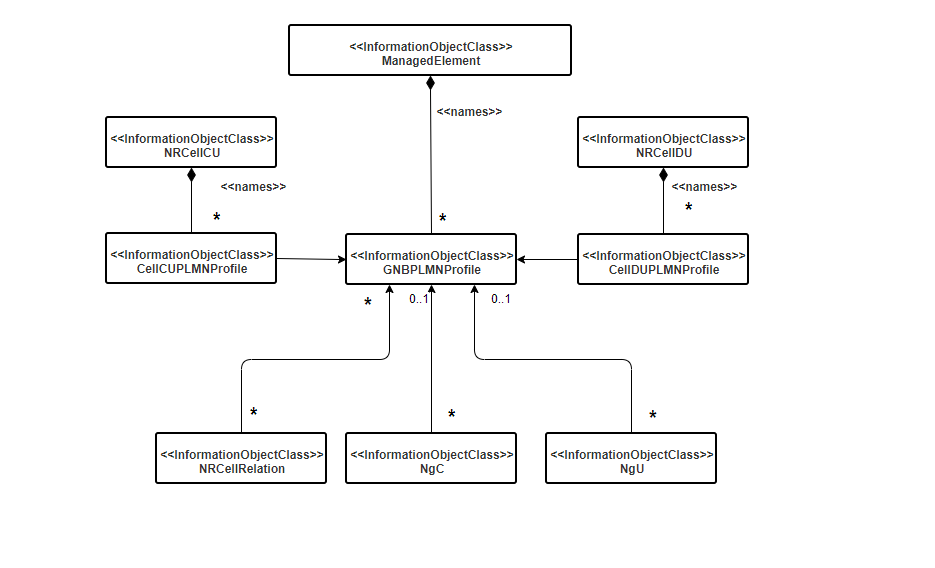 <<InformationObjectClass>>
ManagedElement
<<names>>
<<InformationObjectClass>>
NRCellCU
<<InformationObjectClass>>
NRCellDU
<<names>>
<<names>>
*
*
*
<<InformationObjectClass>>
CellCUPLMNProfile
<<InformationObjectClass>>
GNBPLMNProfile
<<InformationObjectClass>>
CellDUPLMNProfile
*
0..1
0..1
*
*
*
<<InformationObjectClass>>
NRCellRelation
<<InformationObjectClass>>
NgC
<<InformationObjectClass>>
NgU